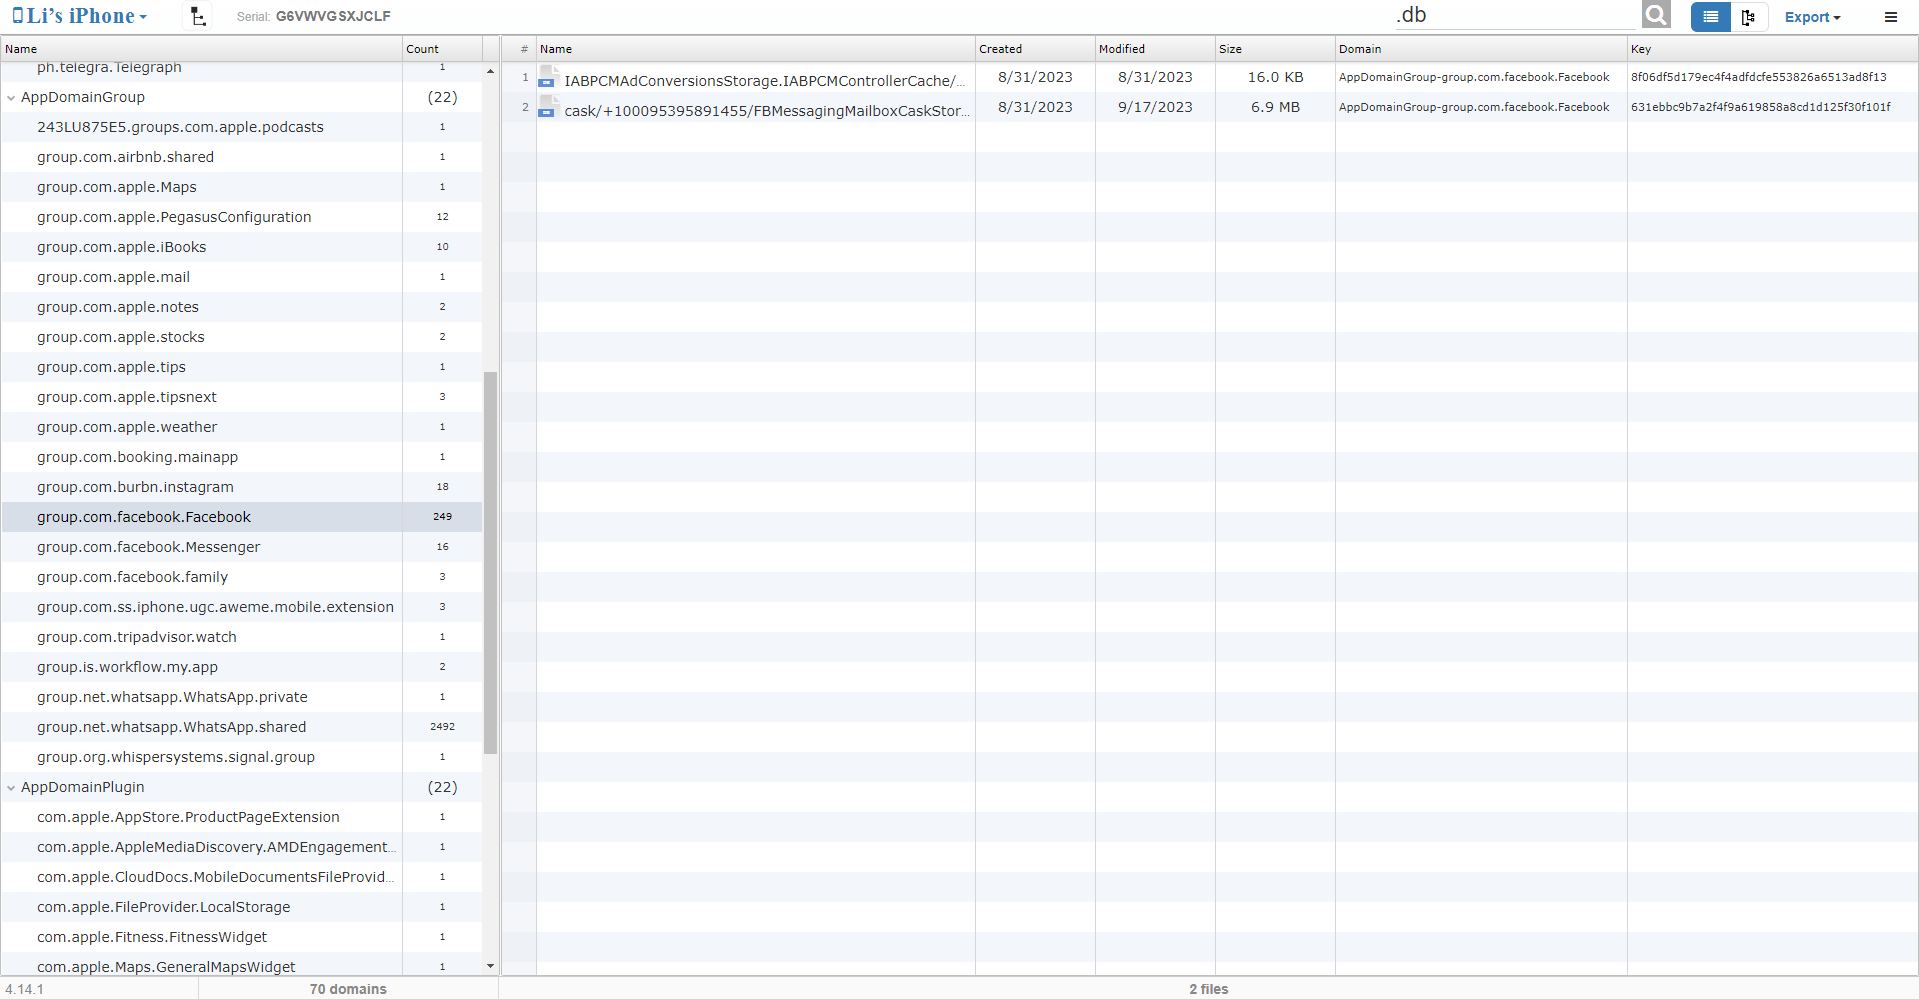 Li's iPhone Serial: G6VWVGSXJCLF .db Export
Name Count
ph.telegra.Telegraph 1
AppDomainGroup (22)
243LU875E5.groups.com.apple.podcasts 1
group.com.airbnb.shared 1
group.com.apple.Maps 1
group.com.apple.PegasusConfiguration 12
group.com.apple.iBooks 10
group.com.apple.mail 1
group.com.apple.notes 2
group.com.apple.stocks 2
group.com.apple.tips 1
group.com.apple.tipsnext 3
group.com.apple.weather 1
group.com.booking.mainapp 1
group.com.burbn.instagram 18
group.com.facebook.Facebook 249
group.com.facebook.Messenger 16
group.com.facebook.family 3
group.com.ss.iphone.ugc.aweme.mobile.extension 3
group.com.tripadvisor.watch 1
group.is.workflow.my.app 2
group.net.whatsapp.WhatsApp.private 1
group.net.whatsapp.WhatsApp.shared 2492
group.org.whispersystems.signal.group 1
AppDomainPlugin (22)
com.apple.AppStore.ProductPageExtension 1
com.apple.AppleMediaDiscovery.AMDEngagement... 1
com.apple.CloudDocs.MobileDocumentsFileProvid... 1
com.apple.FileProvider.LocalStorage 1
com.apple.Fitness.FitnessWidget 1
com.apple.Maps.GeneralMapsWidget 1
# Name Created Modified Size Domain Key
1 IABPCMAdConversionsStorage.IABPCMControllerCache/... 8/31/2023 8/31/2023 16.0 KB AppDomainGroup-group.com.facebook.Facebook 8f06df5d179ec4f4adfdcfe553826a6513ad8f13
2 cask/+100095395891455/FBMessagingMailboxCaskStor... 8/31/2023 9/17/2023 6.9 MB AppDomainGroup-group.com.facebook.Facebook 631ebbc9b7a2f4f9a619858a8cd1d125f30f101f
4.14.1 70 domains 2 files